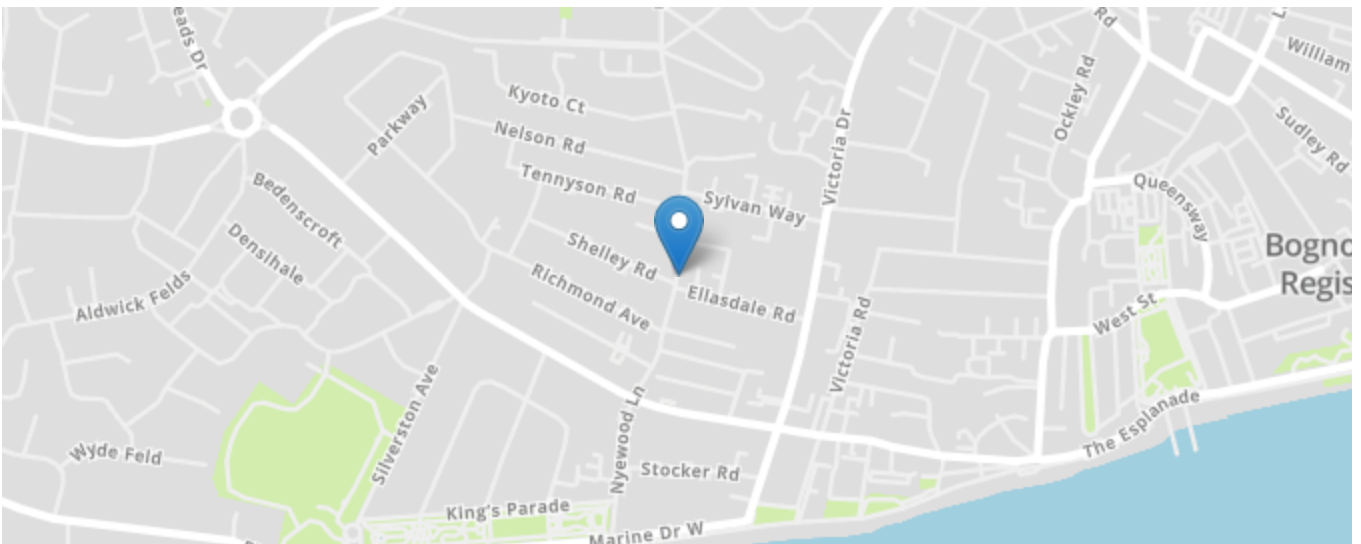 eads Dr
Rd
William
Kyoto Ct
Parkway
Ockley Rd
Nelson Rd
Victoria Dr
Sudley Rd
Tennyson Rd
Sylvan Way
Queensway
Bedenscroft
Densihale
Shelley Rd
Bogno
Regis
Aldwick Felds
Richmond Ave
Ellasdale Rd
West St
Victoria Rd
Silverston Ave
Nyewood Ln
The Esplanade
Wyde Feld
Stocker Rd
King's Parade
Marine Dr W